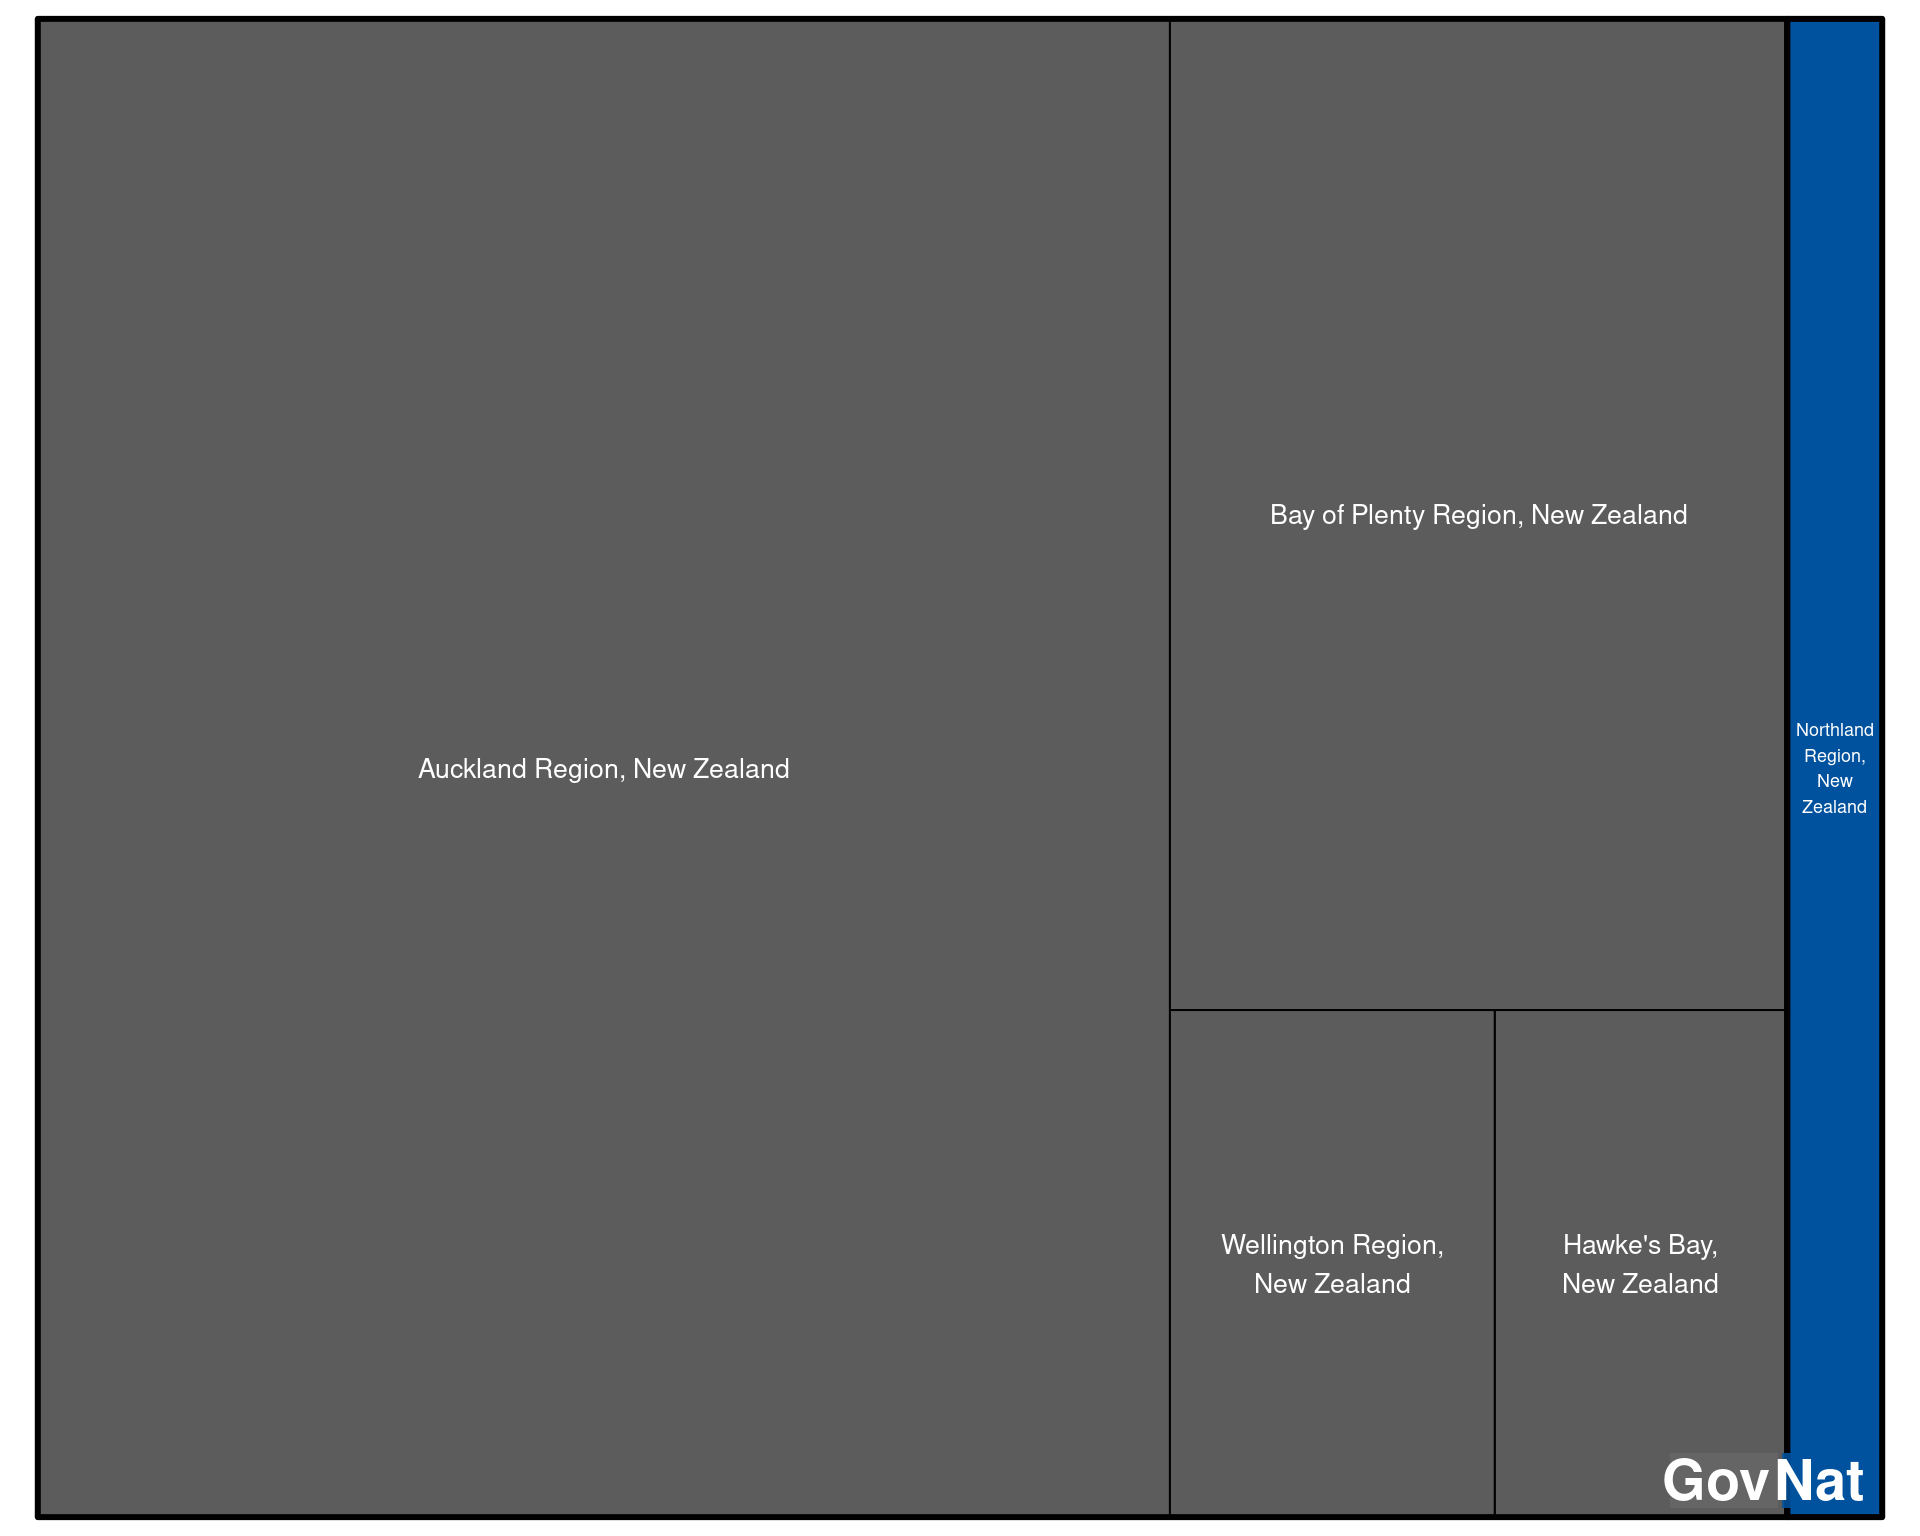 Auckland Region, New Zealand
Bay of Plenty Region, New Zealand
Wellington Region,
New Zealand
Hawke's Bay,
New Zealand
Northland
Region,
New
Zealand
GovNat